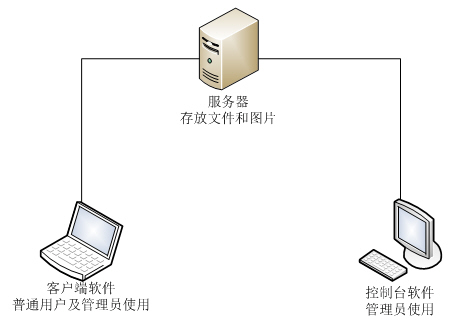 服务器
存放文件和图片
客户端软件
普通用户及管理员使用
控制台软件
管理员使用